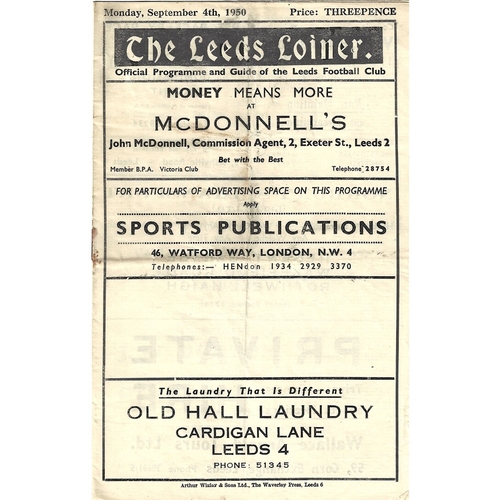 Monday, September 4th, 1950 Price: THREEPENCE
The Leeds Loiner.
Official Programme and Guide of the Leeds Football Club
MONEY MEANS MORE
AT
MCDONNELL'S
John McDonnell, Commission Agent, 2, Exeter St., Leeds 2
Bet with the Best
Member B.P.A. Victoria Club Telephone 28754
FOR PARTICULARS OF ADVERTISING SPACE ON THIS PROGRAMME
Apply
SPORTS PUBLICATIONS
46, WATFORD WAY, LONDON, N.W. 4
Telephones:— HENdon 1934 2929 3370
PRIVATE
The Laundry That Is Different
OLD HALL LAUNDRY
CARDIGAN LANE
LEEDS 4
PHONE: 51345
Arthur Wigley & Sons Ltd., The Waverley Press, Leeds 6